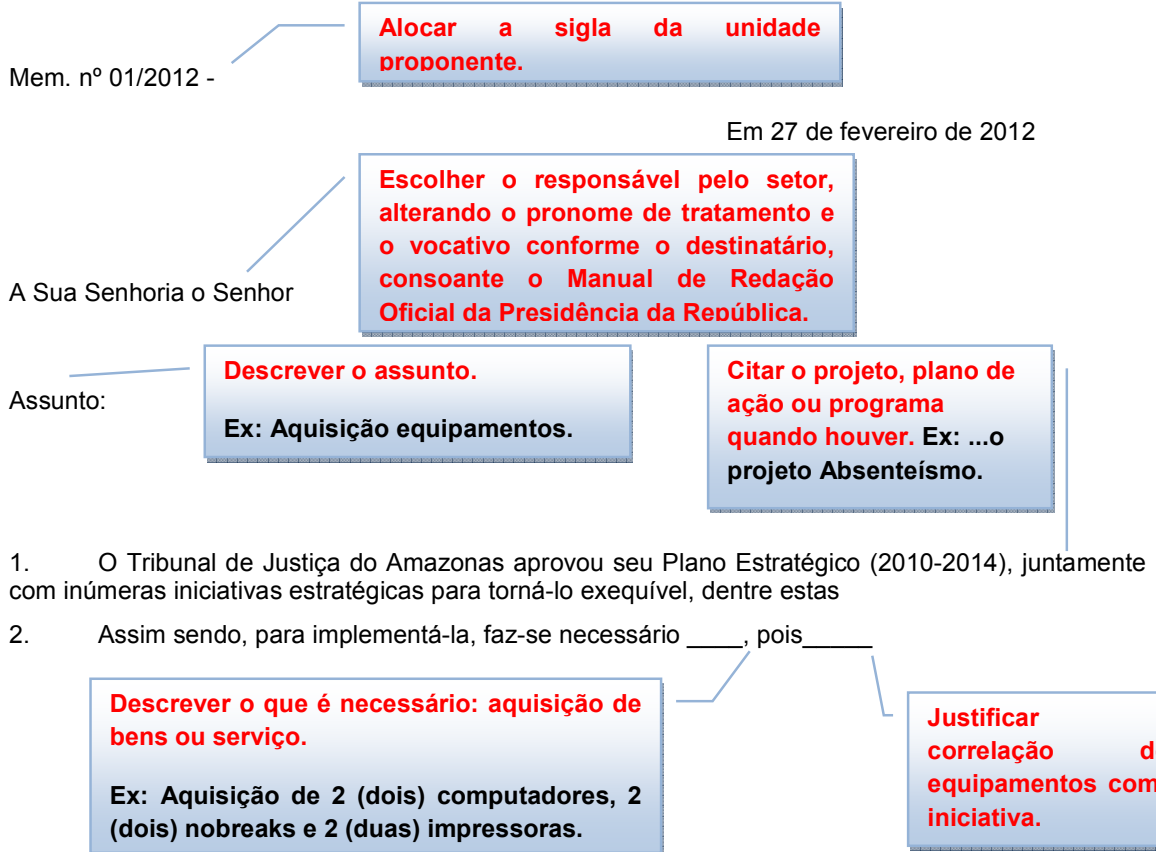 Alocar a sigla da unidade
proponente.
Mem. nº 01/2012 -
Em 27 de fevereiro de 2012
Escolher o responsável pelo setor,
alterando o pronome de tratamento e
o vocativo conforme o destinatário,
consoante o Manual de Redação
Oficial da Presidência da República.
A Sua Senhoria o Senhor
Descrever o assunto.
Ex: Aquisição equipamentos.
Assunto:
Citar o projeto, plano de
ação ou programa
quando houver. Ex: ...o
projeto Absenteísmo.
1. O Tribunal de Justiça do Amazonas aprovou seu Plano Estratégico (2010-2014), juntamente
com inúmeras iniciativas estratégicas para torná-lo exequível, dentre estas
2. Assim sendo, para implementá-la, faz-se necessário ____, pois_____
Descrever o que é necessário: aquisição de
bens ou serviço.
Ex: Aquisição de 2 (dois) computadores, 2
(dois) nobreaks e 2 (duas) impressoras.
Justificar
correlação
equipamentos com
iniciativa.